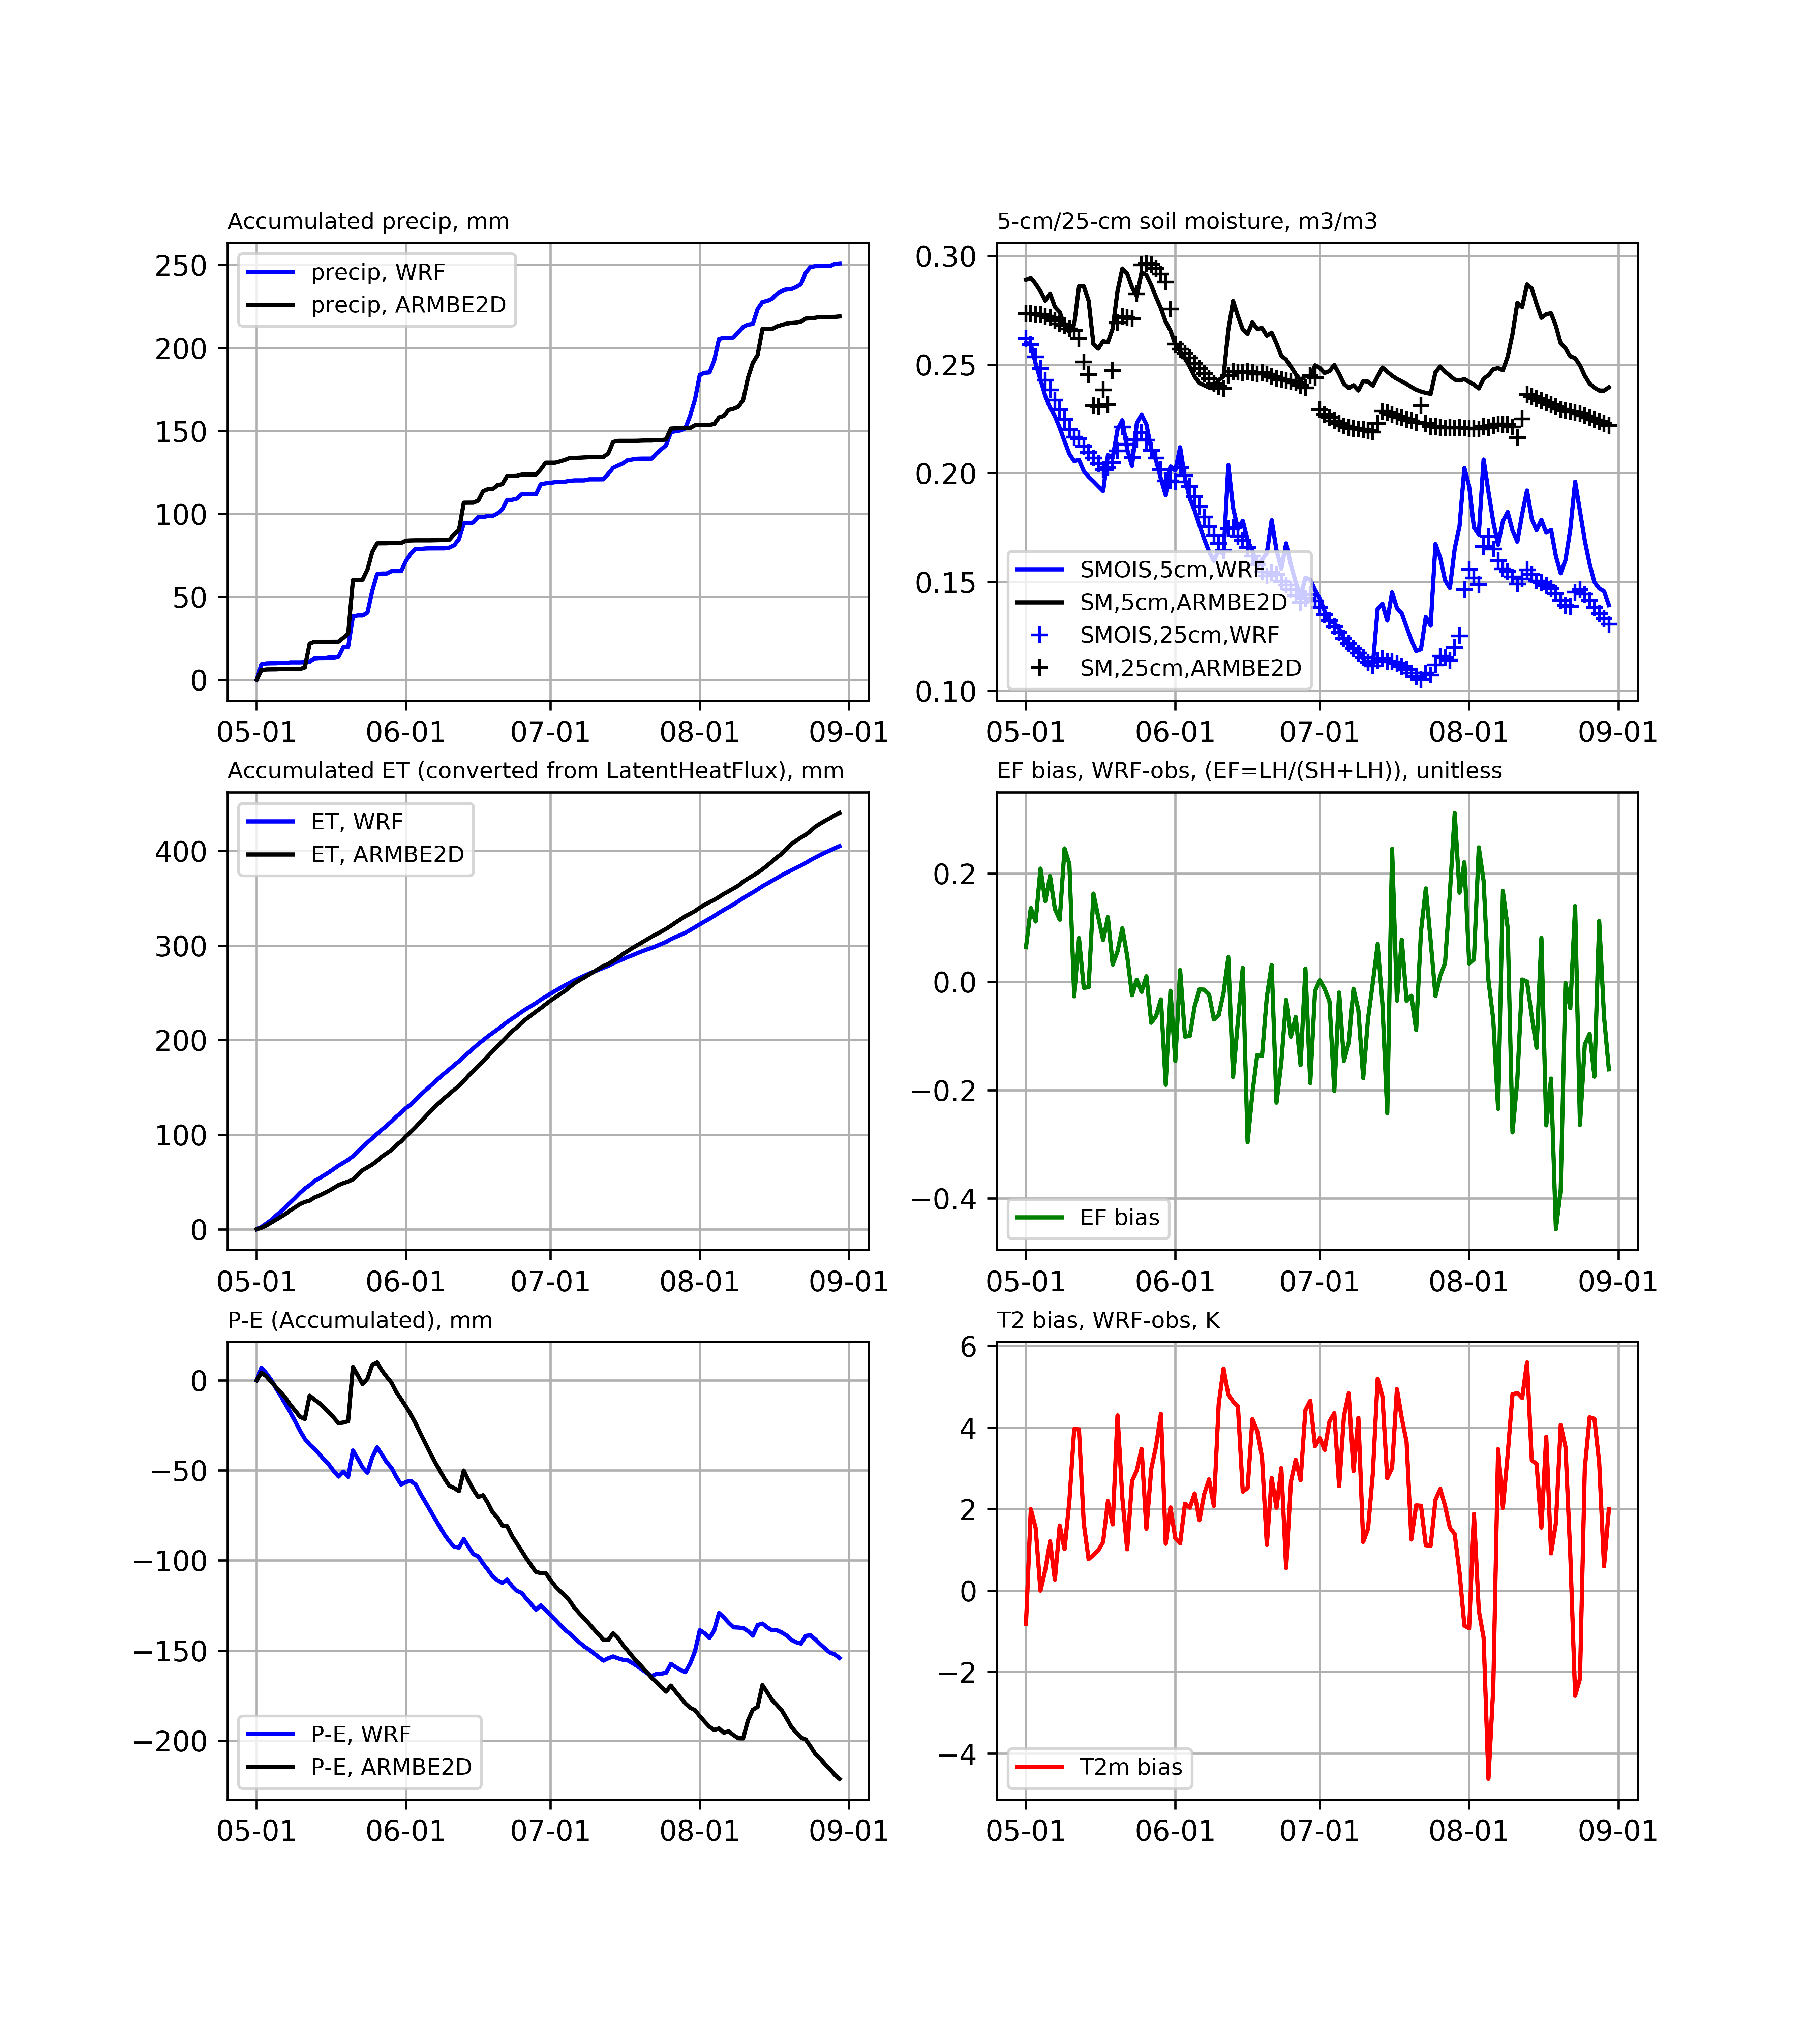 Accumulated precip, mm
250
200
150
100
50
0
precip, WRF
precip, ARMBE2D
05-01 06-01 07-01 08-01 09-01
5-cm/25-cm soil moisture, m3/m3
0.30
0.25
0.20
0.15
0.10
SMOIS,5cm,WRF
SM,5cm,ARMBE2D
SMOIS,25cm,WRF
SM,25cm,ARMBE2D
05-01 06-01 07-01 08-01 09-01
Accumulated ET (converted from LatentHeatFlux), mm
400
300
200
100
0
ET, WRF
ET, ARMBE2D
05-01 06-01 07-01 08-01 09-01
EF bias, WRF-obs, (EF=LH/(SH+LH)), unitless
0.2
0.0
−0.2
−0.4
EF bias
05-01 06-01 07-01 08-01 09-01
P-E (Accumulated), mm
0
−50
−100
−150
−200
P-E, WRF
P-E, ARMBE2D
05-01 06-01 07-01 08-01 09-01
T2 bias, WRF-obs, K
6
4
2
0
−2
−4
T2m bias
05-01 06-01 07-01 08-01 09-01